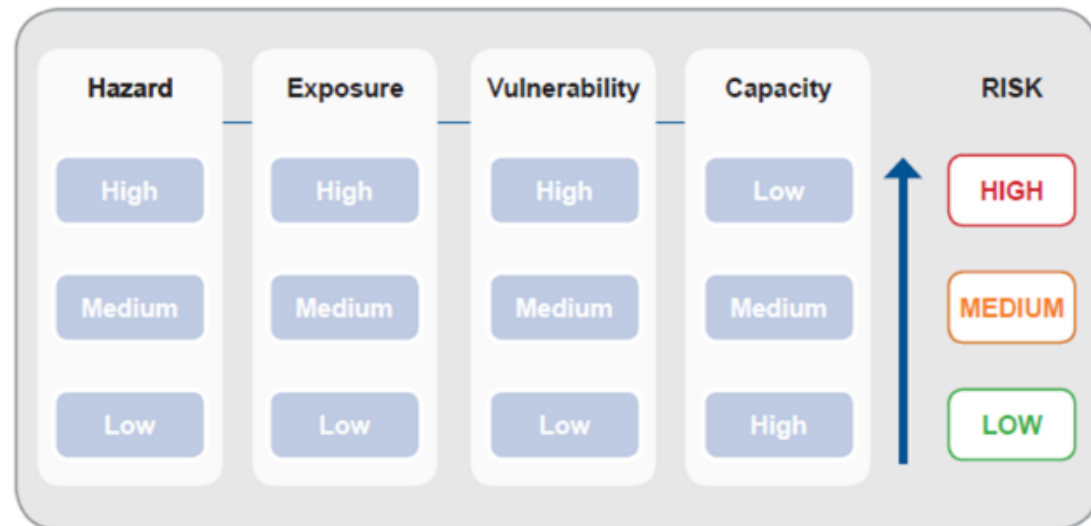 Hazard Exposure Vulnerability Capacity RISK
High High High Low HIGH
Medium Medium Medium Medium MEDIUM
Low Low Low High LOW